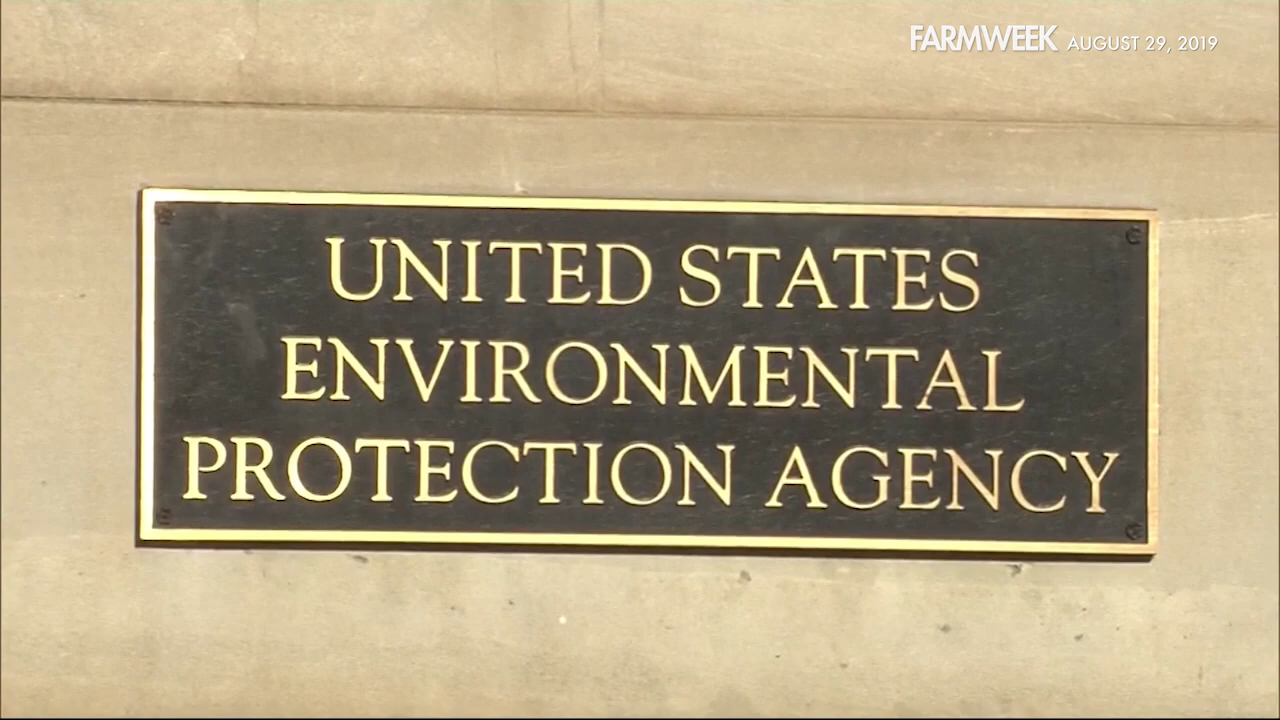 FARMWEEK AUGUST 29, 2019
UNITED STATES
ENVIRONMENTAL
PROTECTION AGENCY